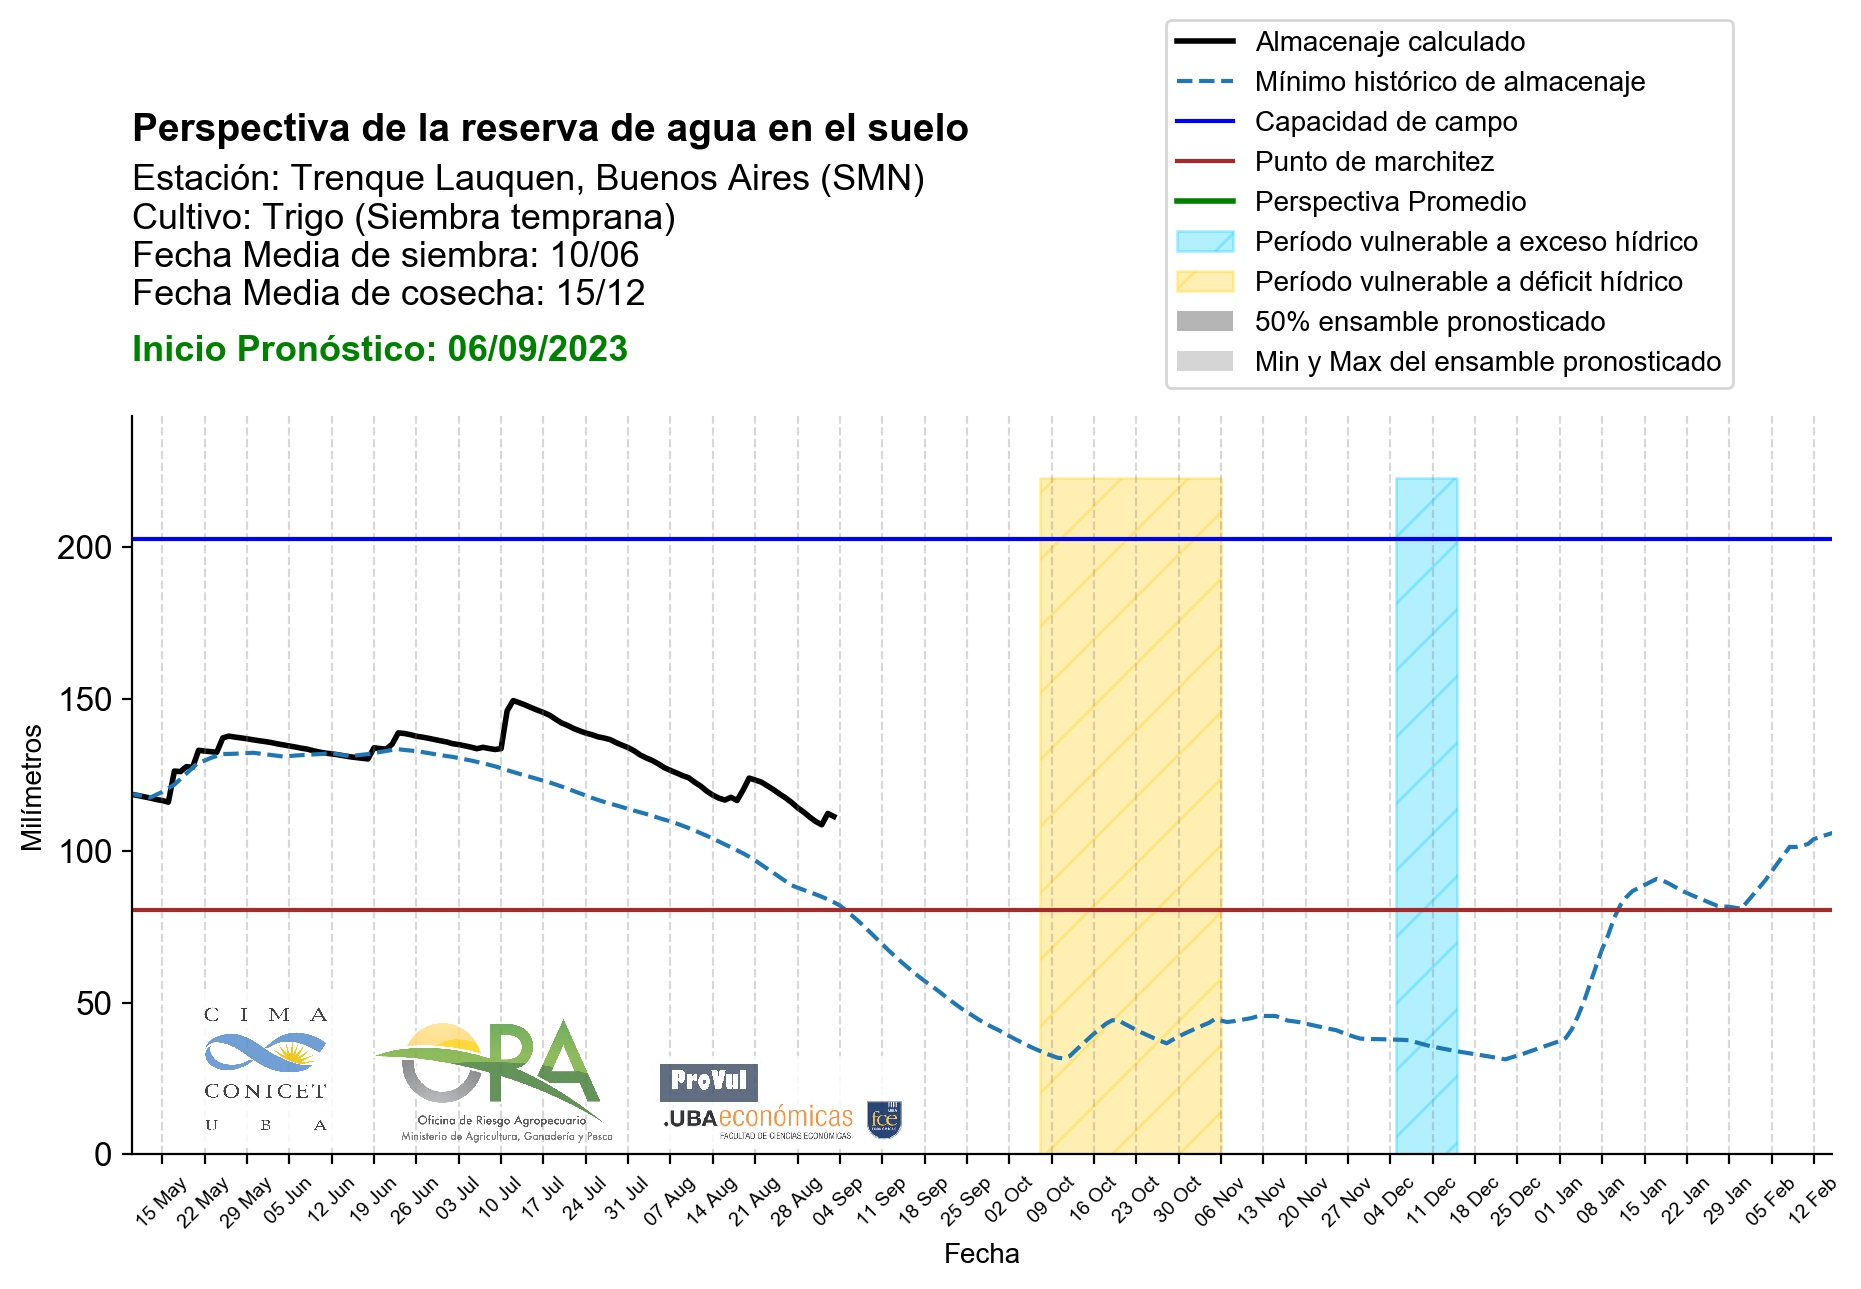 Almacenaje calculado
Mínimo histórico de almacenaje
Capacidad de campo
Punto de marchitez
Perspectiva Promedio
Período vulnerable a exceso hídrico
Período vulnerable a déficit hídrico
50% ensamble pronosticado
Min y Max del ensamble pronosticado
Perspectiva de la reserva de agua en el suelo
Estación: Trenque Lauquen, Buenos Aires (SMN)
Cultivo: Trigo (Siembra temprana)
Fecha Media de siembra: 10/06
Fecha Media de cosecha: 15/12
Inicio Pronóstico: 06/09/2023
200
150
100
50
0
Milímetros
C I M A
CONICET
U B A
ORA
Oficina de Riesgo Agropecuario
Ministerio de Agricultura, Ganadería y Pesca
ProVul
.UBAeconómicas
FACULTAD DE CIENCIAS ECONÓMICAS
UBA
fce
ECONÓMICAS
15 May
22 May
29 May
05 Jun
12 Jun
19 Jun
26 Jun
03 Jul
10 Jul
17 Jul
24 Jul
31 Jul
07 Aug
14 Aug
21 Aug
28 Aug
04 Sep
11 Sep
18 Sep
25 Sep
02 Oct
09 Oct
16 Oct
23 Oct
30 Oct
06 Nov
13 Nov
20 Nov
27 Nov
04 Dec
11 Dec
18 Dec
25 Dec
01 Jan
08 Jan
15 Jan
22 Jan
29 Jan
05 Feb
12 Feb
Fecha